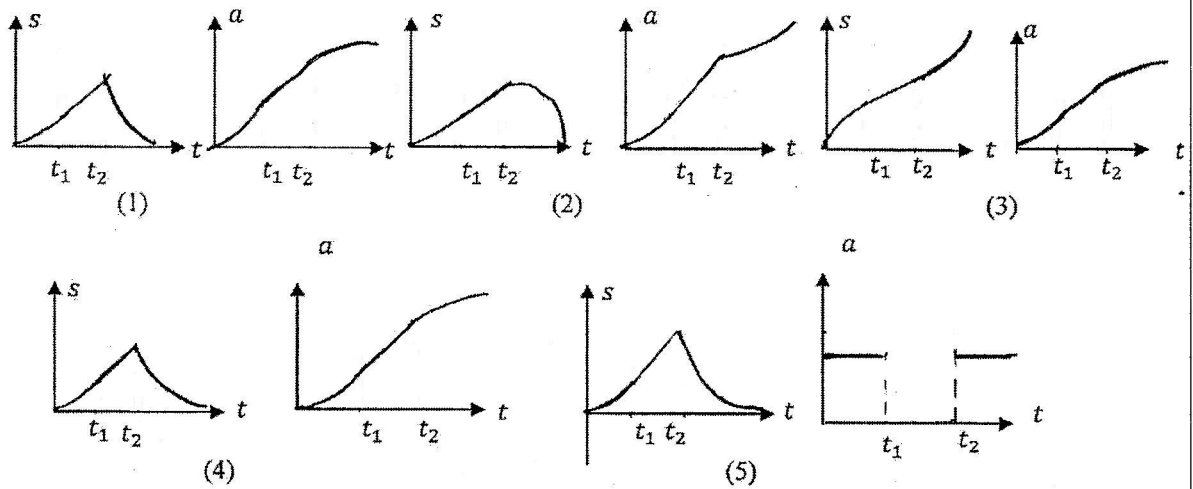 s a s a s a
t t t t t t
t₁ t₂ t₁ t₂ t₁ t₂ t₁ t₂ t₁ t₂ t₁ t₂
(1) (2) (3)
a a
s s
t t t t
t₁ t₂ t₁ t₂ t₁ t₂ t₁ t₂
(4) (5)